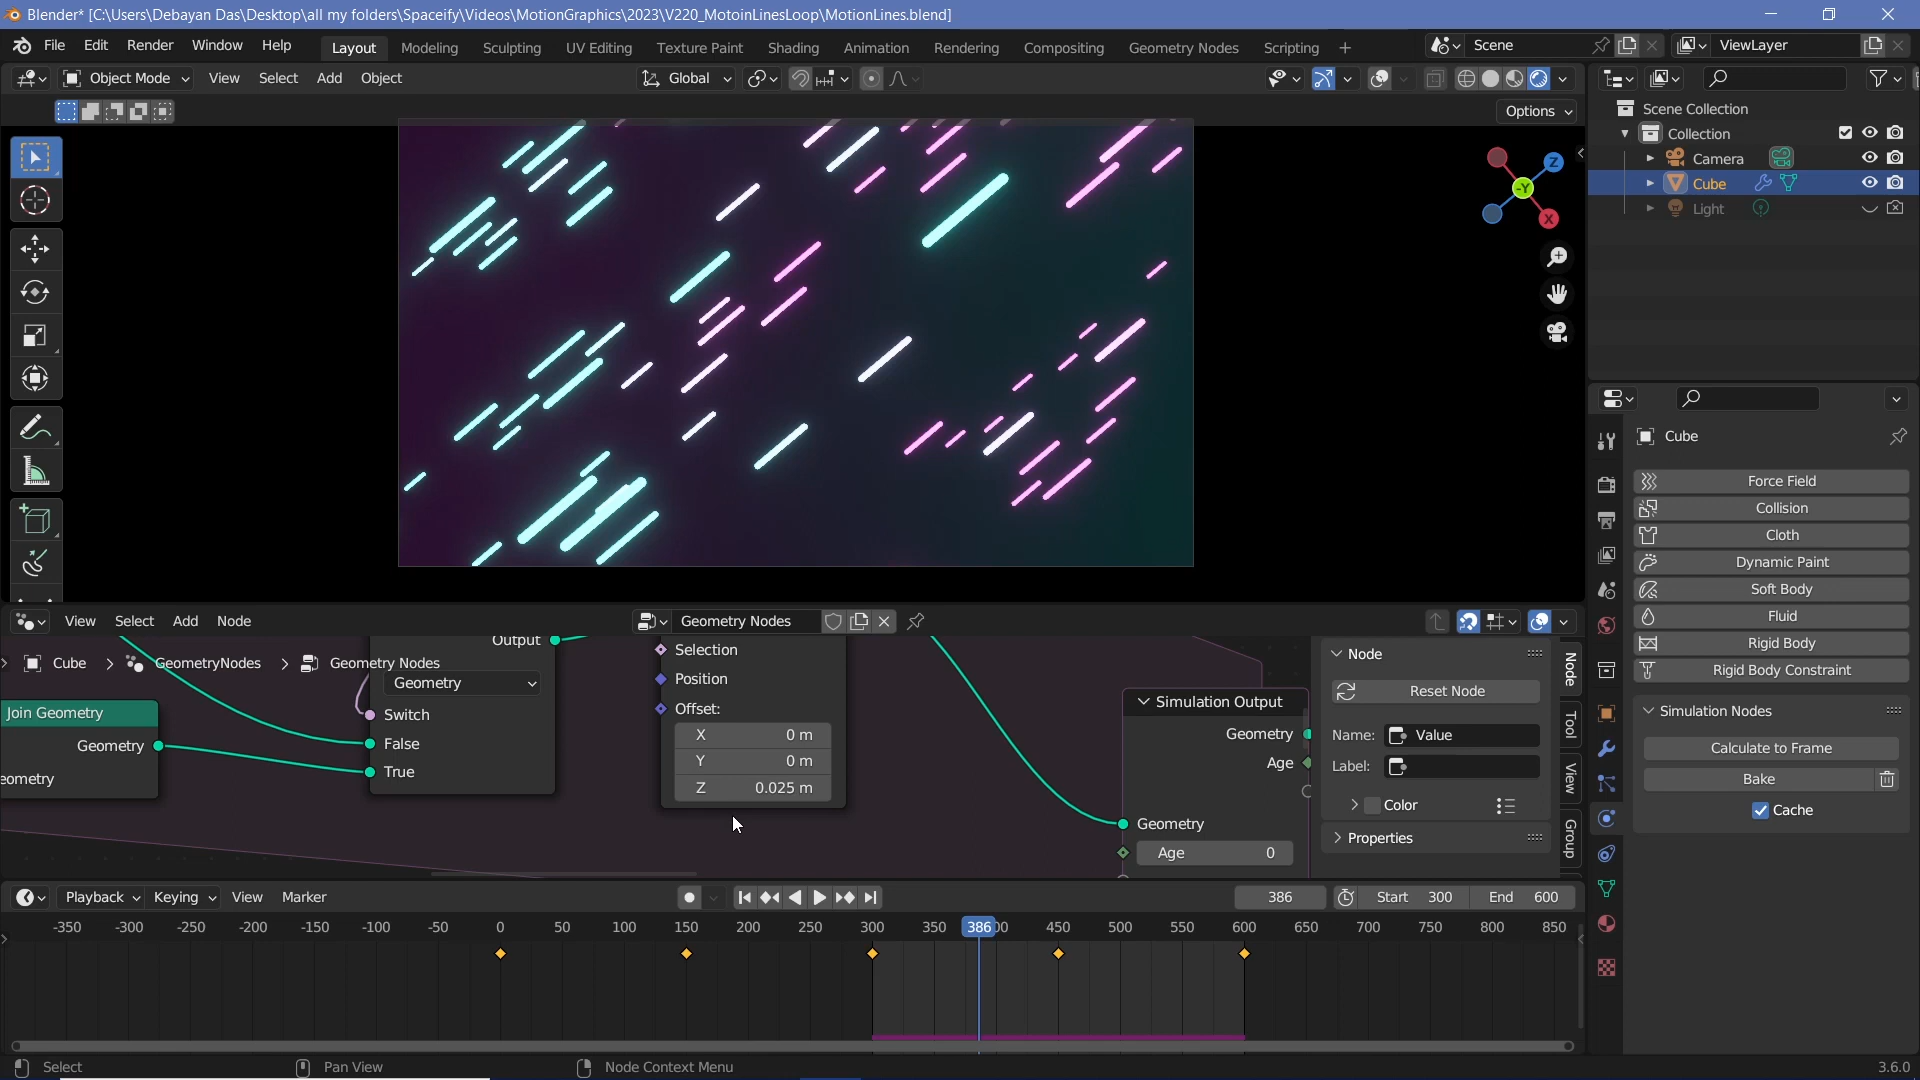 Blender* [C:\Users\Debayan Das\Desktop\all my folders\Spaceify\Videos\MotionGraphics\2023\V220_MotoinLinesLoop\MotionLines.blend]
File Edit Render Window Help
Layout Modeling Sculpting UV Editing Texture Paint Shading Animation Rendering Compositing Geometry Nodes Scripting +
Scene
ViewLayer
Object Mode View Select Add Object
Global
Options
Z
-Y
X
Scene Collection
Collection
Camera
Cube
Light
Cube
Force Field
Collision
Cloth
Dynamic Paint
Soft Body
Fluid
Rigid Body
Rigid Body Constraint
Simulation Nodes
Calculate to Frame
Bake
Cache
View Select Add Node
Geometry Nodes
Cube > GeometryNodes > Geometry Nodes
Join Geometry
Geometry
eometry
Output
Geometry
Switch
False
True
Selection
Position
Offset:
X 0 m
Y 0 m
Z 0.025 m
Simulation Output
Geometry
Age
Geometry
Age 0
Node
Reset Node
Name: Value
Label:
Color
Properties
Node
Tool
View
Group
Playback Keying View Marker
386
Start 300 End 600
-350 -300 -250 -200 -150 -100 -50 0 50 100 150 200 250 300 350 386 00 450 500 550 600 650 700 750 800 850
Select
Pan View
Node Context Menu
3.6.0